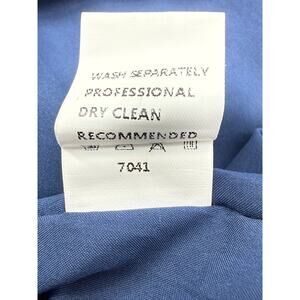 WASH SEPARATELY
PROFESSIONAL
DRY CLEAN
RECOMMENDED
7041